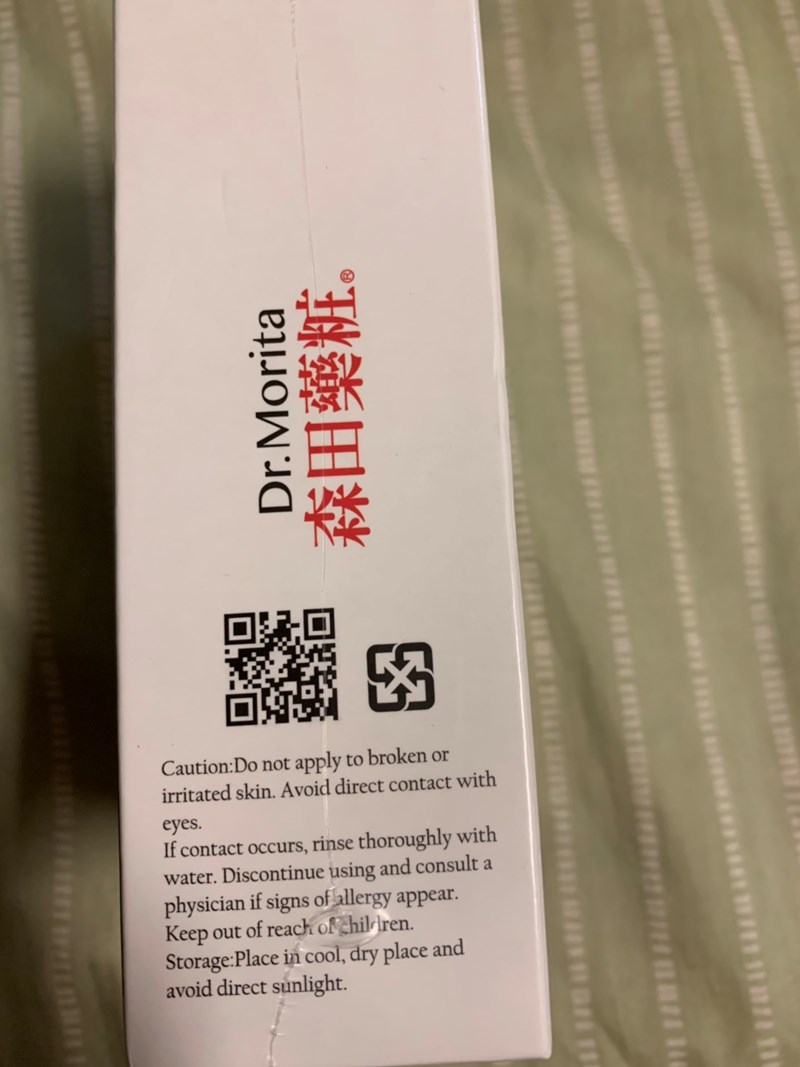 Dr.Morita
森田藥粧®
Caution:Do not apply to broken or
irritated skin. Avoid direct contact with
eyes.
If contact occurs, rinse thoroughly with
water. Discontinue using and consult a
physician if signs of allergy appear.
Keep out of reach of children.
Storage:Place in cool, dry place and
avoid direct sunlight.